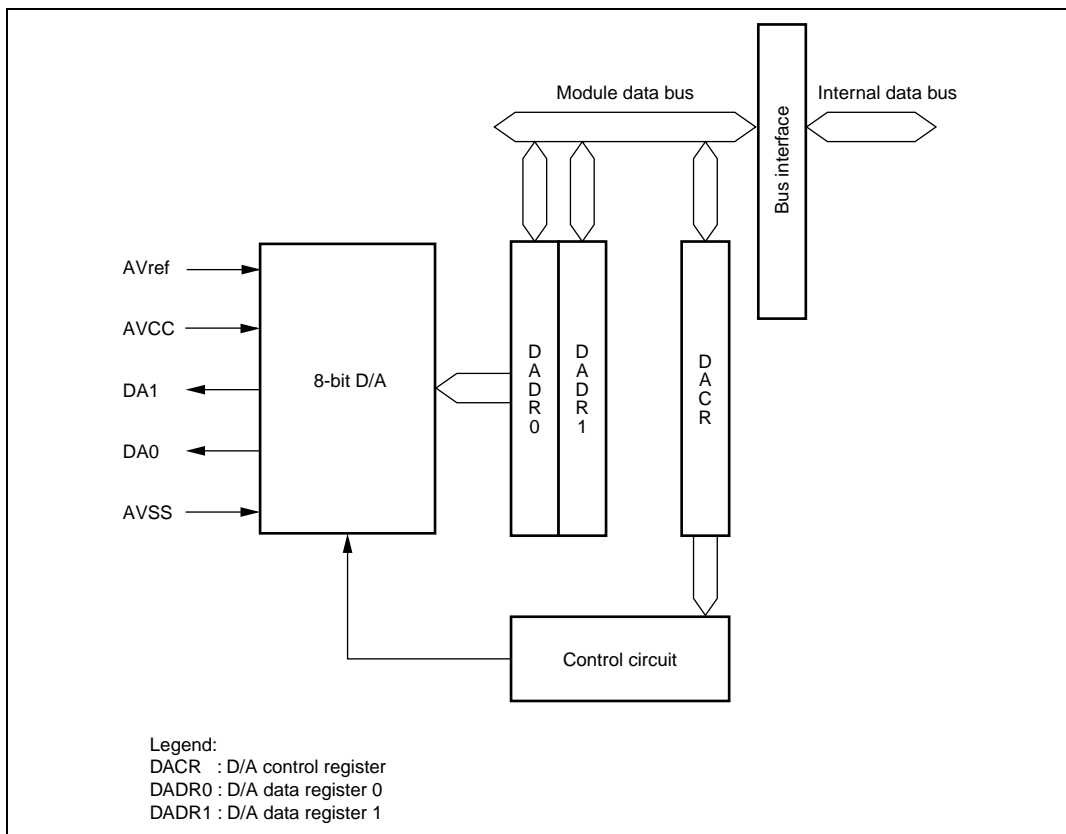 Module data bus
Internal data bus
Bus interface
AVref
AVCC
DA1
DA0
AVSS
8-bit D/A
DADR0
DADR1
DACR
Control circuit
Legend:
DACR : D/A control register
DADR0 : D/A data register 0
DADR1 : D/A data register 1